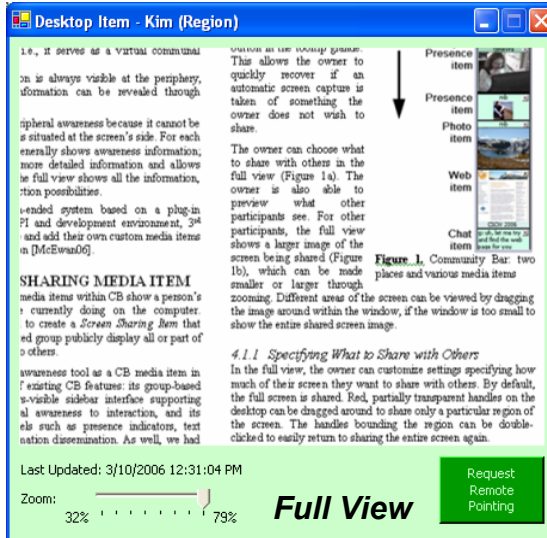 Desktop Item - Kim (Region)
i.e., it serves as a virtual communal
on is always visible at the periphery,
nformation can be revealed through
ripheral awareness because it cannot be
s situated at the screen's side. For each
enerally shows awareness information;
more detailed information and allows
he full view shows all the information,
ction possibilities.
n-ended system based on a plug-in
PI and development environment, 3rd
and add their own custom media items
on [McEwan06].
SHARING MEDIA ITEM
media items within CB show a person's
currently doing on the computer.
to create a Screen Sharing Item that
ed group publicly display all or part of
o others.
awareness tool as a CB media item in
f existing CB features: its group-based
s-visible sidebar interface supporting
al awareness to interaction, and its
els such as presence indicators, text
nation dissemination. As well, we had
button in the tooltip grande.
This allows the owner to
quickly recover if an
automatic screen capture is
taken of something the
owner does not wish to
share.
The owner can choose what
to share with others in the
full view (Figure 1a). The
owner is also able to
preview what other
participants see. For other
participants, the full view
shows a larger image of the
screen being shared (Figure
1b), which can be made
smaller or larger through
zooming. Different areas of the screen can be viewed by dragging
the image around within the window, if the window is too small to
show the entire shared screen image.
Presence
item
Presence
item
Photo
item
Web
item
Chat
item
CSCW 2006
Figure 1. Community Bar: two
places and various media items
4.1.1 Specifying What to Share with Others
In the full view, the owner can customize settings specifying how
much of their screen they want to share with others. By default,
the full screen is shared. Red, partially transparent handles on the
desktop can be dragged around to share only a particular region of
the screen. The handles bounding the region can be double-
clicked to easily return to sharing the entire screen again.
Last Updated: 3/10/2006 12:31:04 PM
Zoom:
32%
79%
Full View
Request
Remote
Pointing